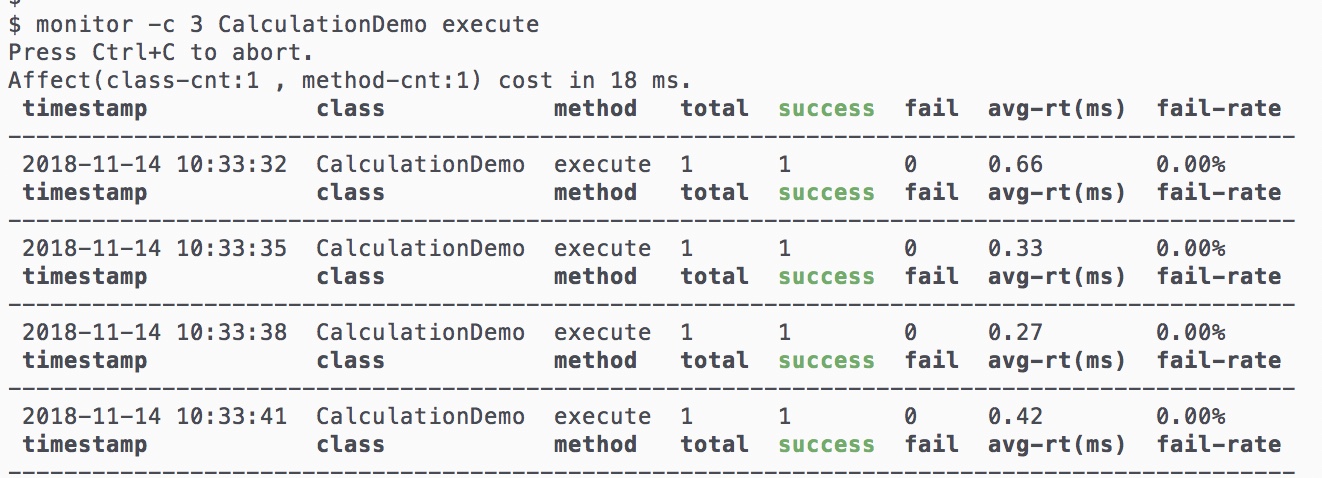 $
$ monitor -c 3 CalculationDemo execute
Press Ctrl+C to abort.
Affect(class-cnt:1 , method-cnt:1) cost in 18 ms.
timestamp class method total success fail avg-rt(ms) fail-rate
2018-11-14 10:33:32 CalculationDemo execute 1 1 0 0.66 0.00%
timestamp class method total success fail avg-rt(ms) fail-rate
2018-11-14 10:33:35 CalculationDemo execute 1 1 0 0.33 0.00%
timestamp class method total success fail avg-rt(ms) fail-rate
2018-11-14 10:33:38 CalculationDemo execute 1 1 0 0.27 0.00%
timestamp class method total success fail avg-rt(ms) fail-rate
2018-11-14 10:33:41 CalculationDemo execute 1 1 0 0.42 0.00%
timestamp class method total success fail avg-rt(ms) fail-rate